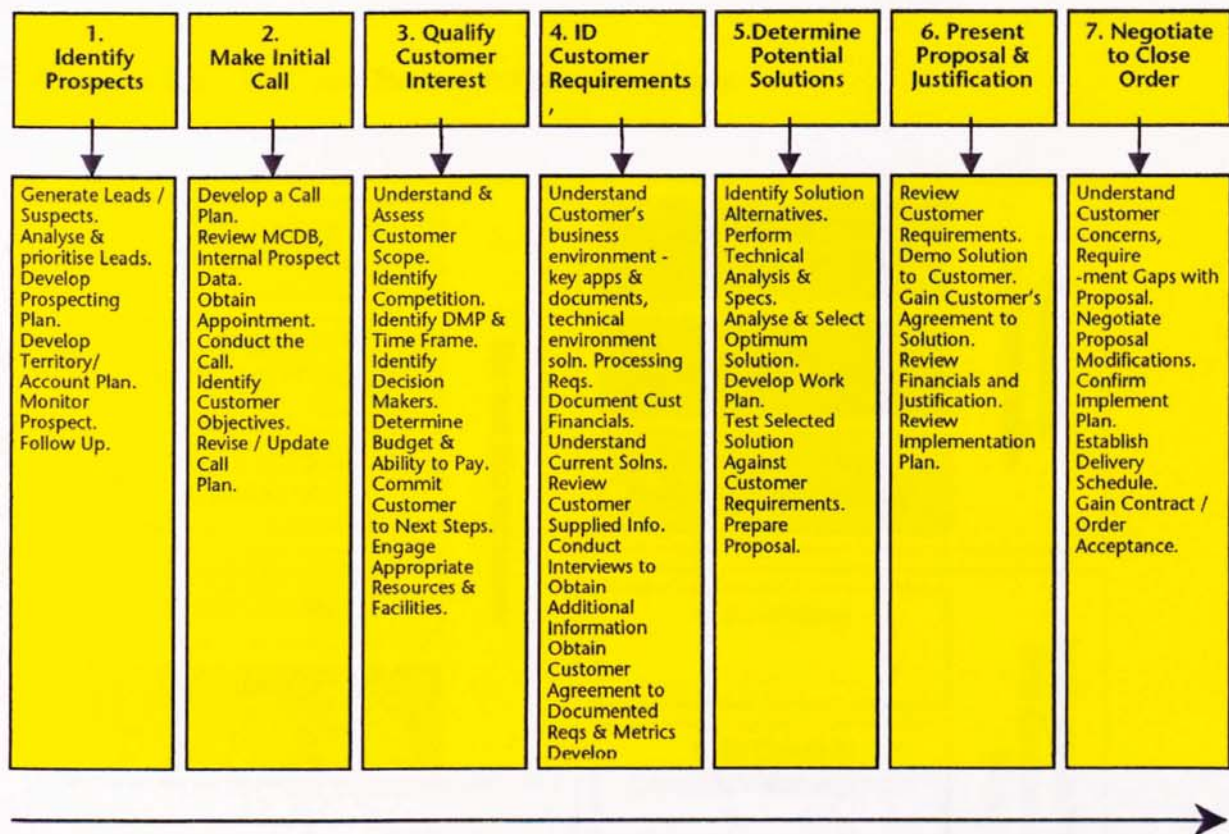 1.
Identify
Prospects
Generate Leads /
Suspects.
Analyse &
prioritise Leads.
Develop
Prospecting
Plan.
Develop
Territory/
Account Plan.
Monitor
Prospect.
Follow Up.
2.
Make Initial
Call
Develop a Call
Plan.
Review MCDB,
Internal Prospect
Data.
Obtain
Appointment.
Conduct the
Call.
Identify
Customer
Objectives.
Revise / Update
Call
Plan.
3. Qualify
Customer
Interest
Understand &
Assess
Customer
Scope.
Identify
Competition.
Identify DMP &
Time Frame.
Identify
Decision
Makers.
Determine
Budget &
Ability to Pay.
Commit
Customer
to Next Steps.
Engage
Appropriate
Resources &
Facilities.
4. ID
Customer
Requirements
,
Understand
Customer's
business
environment -
key apps &
documents,
technical
environment
soln. Processing
Reqs.
Document Cust
Financials.
Understand
Current Solns.
Review
Customer
Supplied Info.
Conduct
Interviews to
Obtain
Additional
Information
Obtain
Customer
Agreement to
Documented
Reqs & Metrics
Develop
5.Determine
Potential
Solutions
Identify Solution
Alternatives.
Perform
Technical
Analysis &
Specs.
Analyse & Select
Optimum
Solution.
Develop Work
Plan.
Test Selected
Solution
Against
Customer
Requirements.
Prepare
Proposal.
6. Present
Proposal &
Justification
Review
Customer
Requirements.
Demo Solution
to Customer.
Gain Customer's
Agreement to
Solution.
Review
Financials and
Justification.
Review
Implementation
Plan.
7. Negotiate
to Close
Order
Understand
Customer
Concerns,
Require
-ment Gaps with
Proposal.
Negotiate
Proposal
Modifications.
Confirm
Implement
Plan.
Establish
Delivery
Schedule.
Gain Contract /
Order
Acceptance.